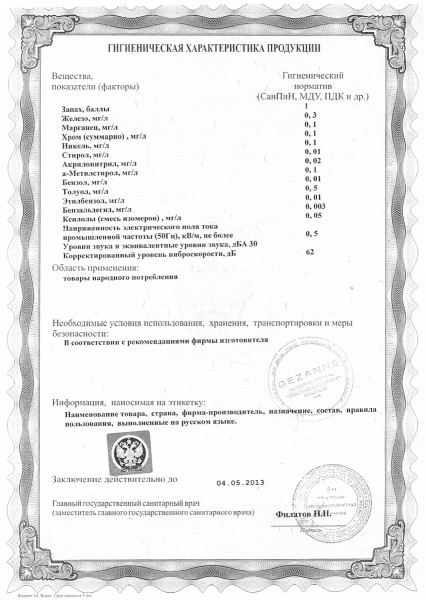 ГИГИЕНИЧЕСКАЯ ХАРАКТЕРИСТИКА ПРОДУКЦИИ
Вещества,
показатели (факторы)
Гигиенический
норматив
(СанПиН, МДУ, ПДК и др.)
Запах, баллы 1
Железо, мг/л 0, 3
Марганец, мг/л 0, 1
Хром (суммарно) , мг/л 0, 1
Никель, мг/л 0, 1
Стирол, мг/л 0, 01
Акриловитрил, мг/л 0, 02
а-Метилстирол, мг/л 0, 1
Бензол, мг/л 0, 01
Толуол, мг/л 0, 5
Этилбензол, мг/л 0, 01
Бензальдегид, мг/л 0, 003
Ксилолы (смесь изомеров) , мг/л 0, 05
Напряженность электрического поля тока
промышленной частоты (50Гц), кВ/м, не более 0, 5
Уровни звука и эквивалентные уровни звука, дБА 30
Корректированный уровень виброскорости, дБ 62
Область применения:
товары народного потребления
Необходимые условия использования, хранения, транспортировки и меры
безопасности:
В соответствии с рекомендациями фирмы изготовителя
GEZANNE
Информация, наносимая на этикетку:
Наименование товара, страна, фирма-производитель, назначение, состав, правила
пользования, выполненные на русском языке.
Заключение действительно до 04.05.2013
Главный государственный санитарный врач
(заместитель главного государственного санитарного врача)
Филатов Н.Н.